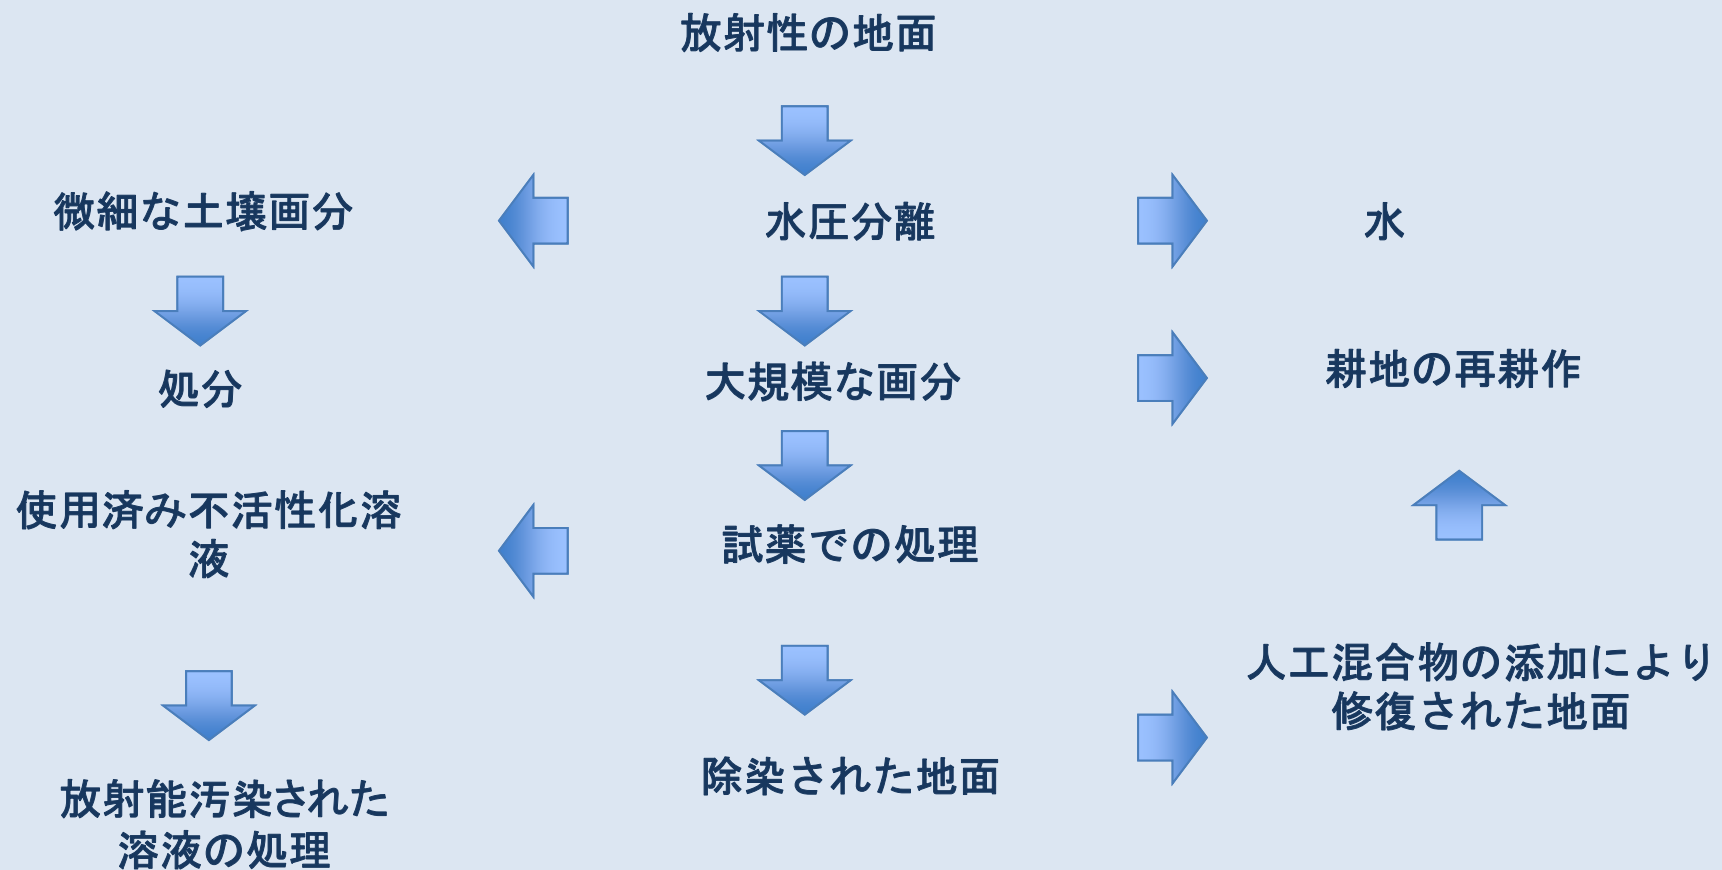 放射性の地面
微細な土壌画分
水圧分離
水
処分
大規模な画分
耕地の再耕作
使用済み不活性化溶
液
試薬での処理
人工混合物の添加により
修復された地面
除染された地面
放射能汚染された
溶液の処理